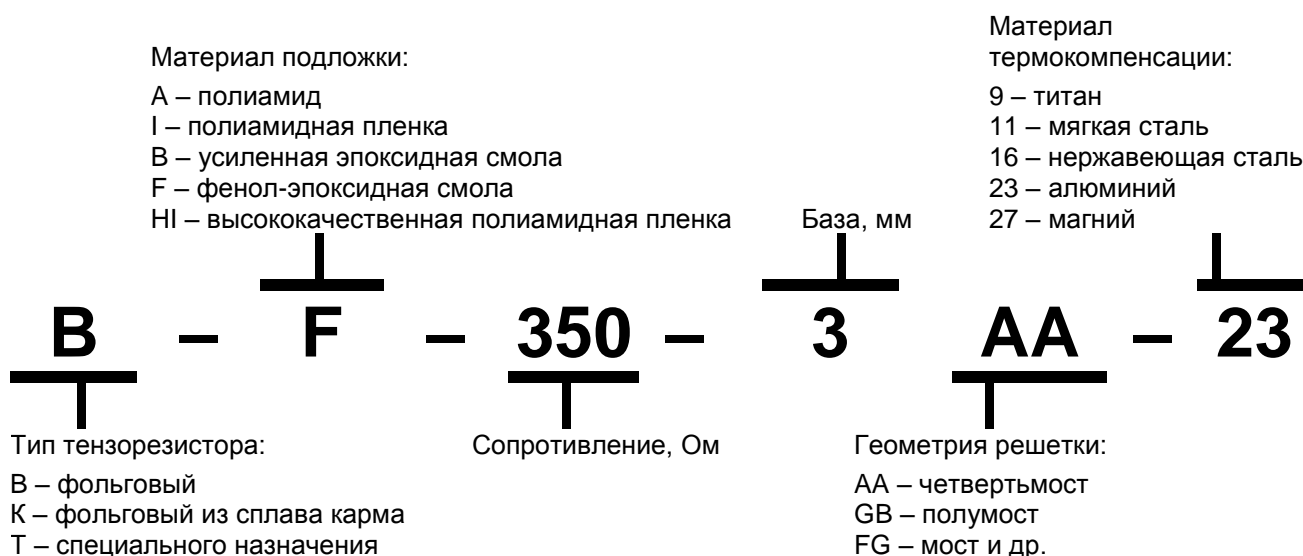 Материал подложки:
A – полиамид
I – полиамидная пленка
B – усиленная эпоксидная смола
F – фенол-эпоксидная смола
HI – высококачественная полиамидная пленка
База, мм
Материал
термокомпенсации:
9 – титан
11 – мягкая сталь
16 – нержавеющая сталь
23 – алюминий
27 – магний
B – F – 350 – 3 AA – 23
Тип тензорезистора:
B – фольговый
К – фольговый из сплава карма
Т – специального назначения
Сопротивление, Ом
Геометрия решетки:
AA – четвертьмост
GB – полумост
FG – мост и др.